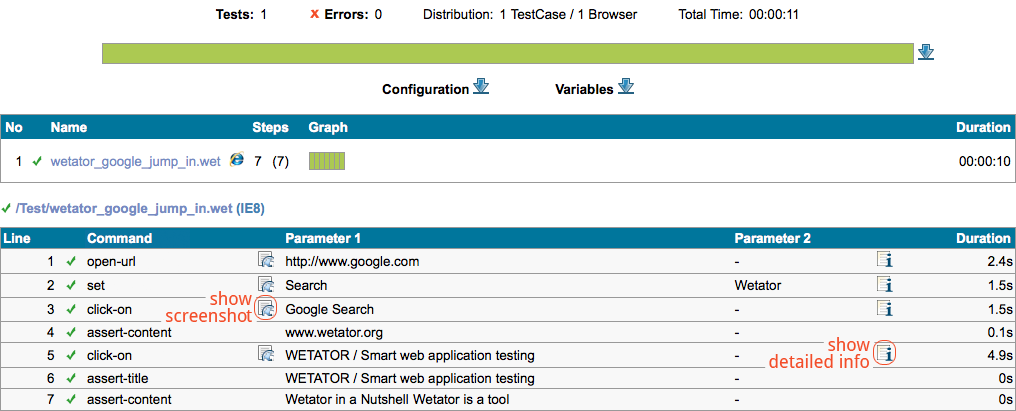 Tests: 1 x Errors: 0 Distribution: 1 TestCase / 1 Browser Total Time: 00:00:11
Configuration Variables
No Name Steps Graph Duration
1 wetator_google_jump_in.wet 7 (7) 00:00:10
/Test/wetator_google_jump_in.wet (IE8)
Line Command Parameter 1 Parameter 2 Duration
1 open-url http://www.google.com - 2.4s
2 set Search Wetator 1.5s
show
screenshot
3 click-on Google Search - 1.5s
4 assert-content www.wetator.org - 0.1s
show
detailed info
5 click-on WETATOR / Smart web application testing - 4.9s
6 assert-title WETATOR / Smart web application testing - 0s
7 assert-content Wetator in a Nutshell Wetator is a tool - 0s